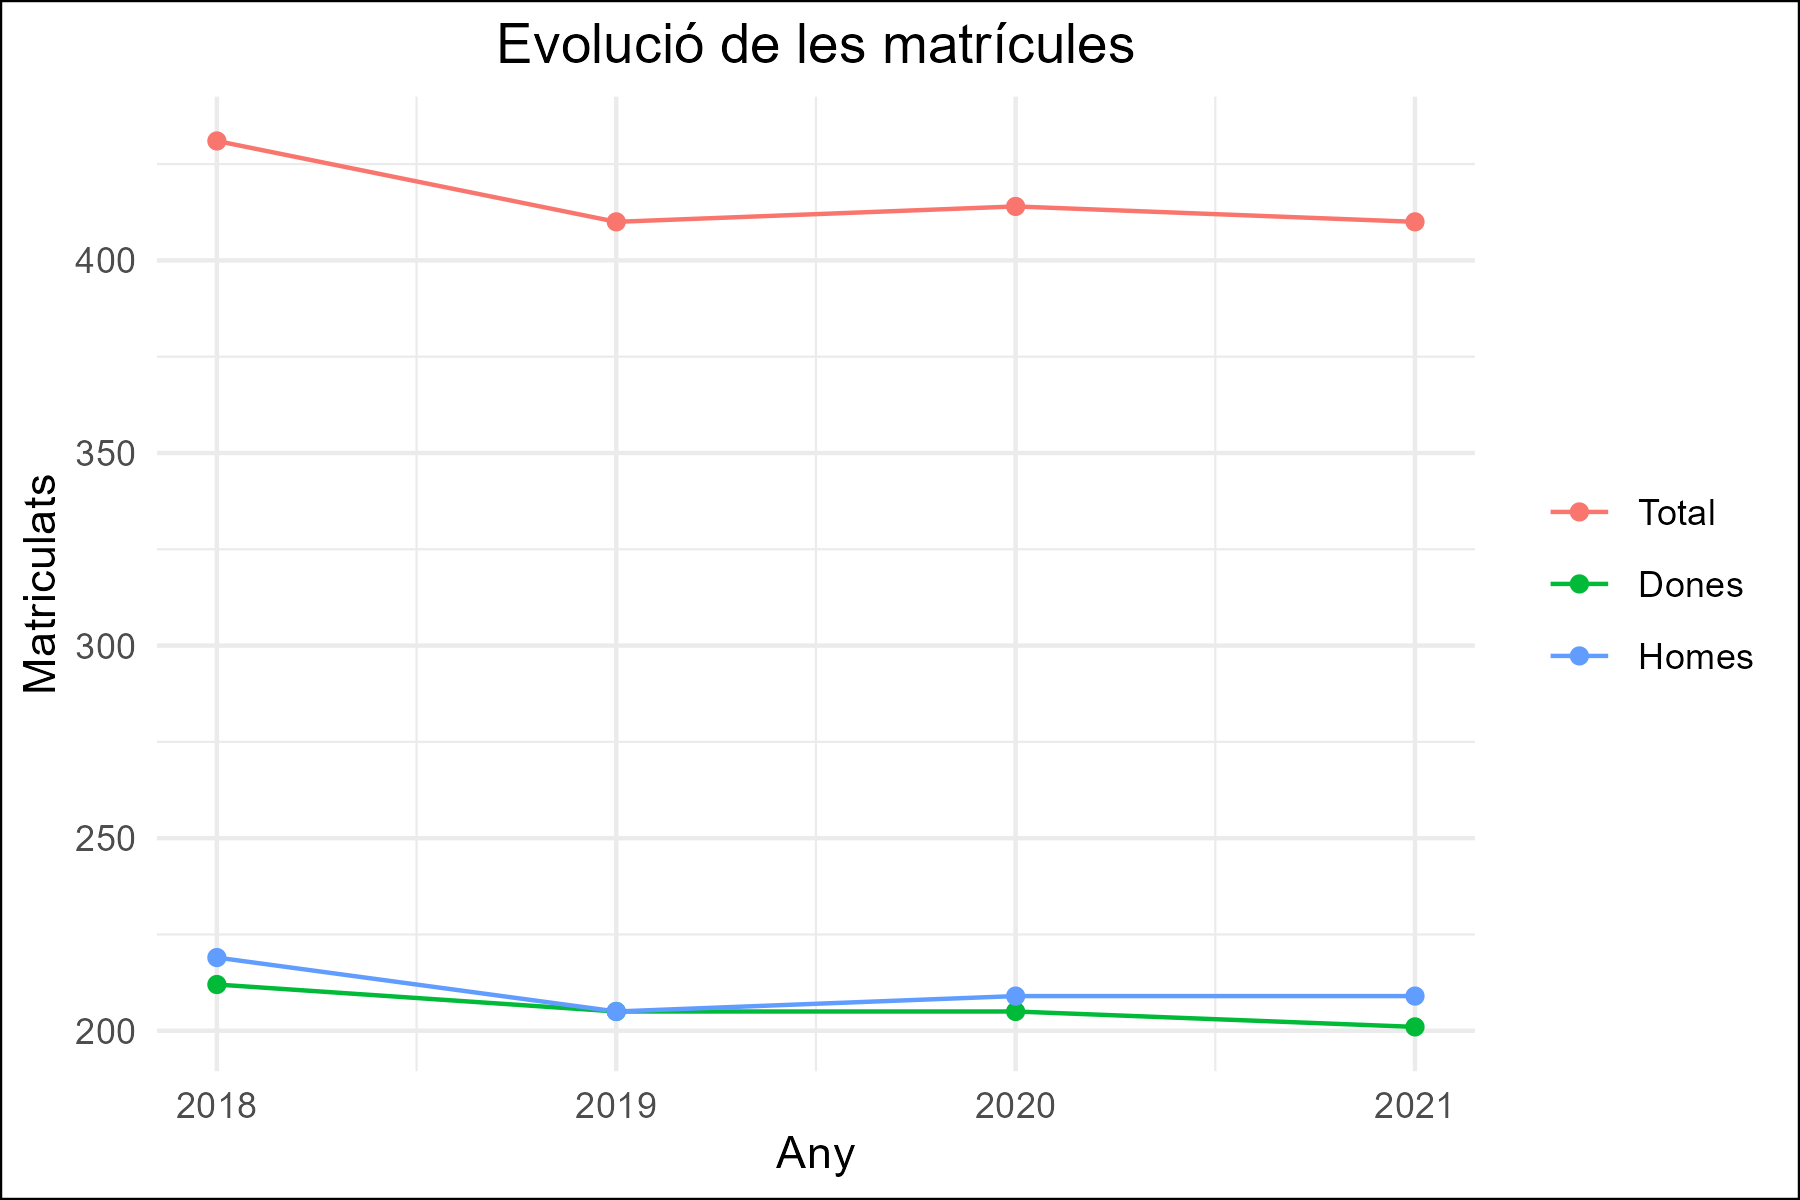 Evolució de les matrícules
400
350
300
250
200
Matriculats
2018 2019 2020 2021
Any
Total
Dones
Homes